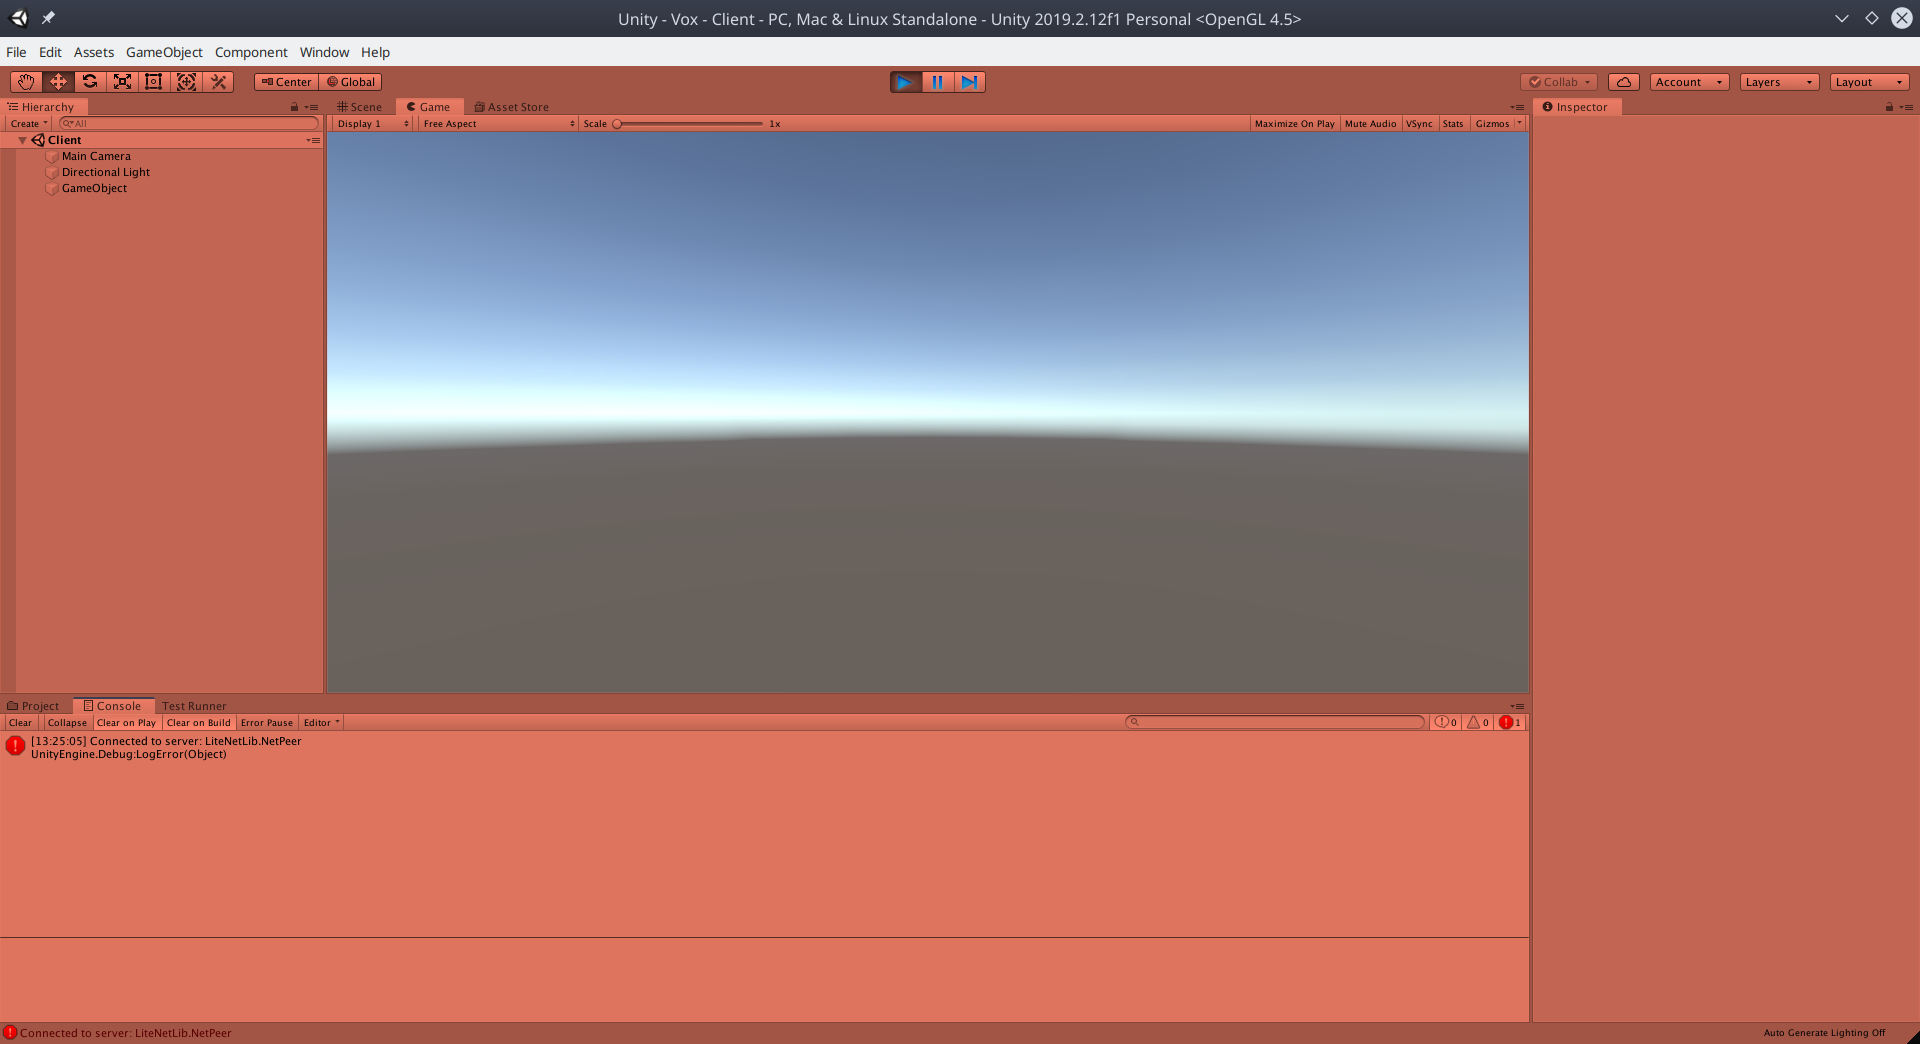 Unity - Vox - Client - PC, Mac & Linux Standalone - Unity 2019.2.12f1 Personal <OpenGL 4.5>
File Edit Assets GameObject Component Window Help
Center Global Collab Account Layers Layout
Hierarchy Scene Game Asset Store Inspector
Create All Display 1 Free Aspect Scale 1x Maximize On Play Mute Audio VSync Stats Gizmos
Client
Main Camera
Directional Light
GameObject
Project Console Test Runner
Clear Collapse Clear on Play Clear on Build Error Pause Editor 0 0 1
[13:25:05] Connected to server: LiteNetLib.NetPeer
UnityEngine.Debug:LogError(Object)
Connected to server: LiteNetLib.NetPeer Auto Generate Lighting Off